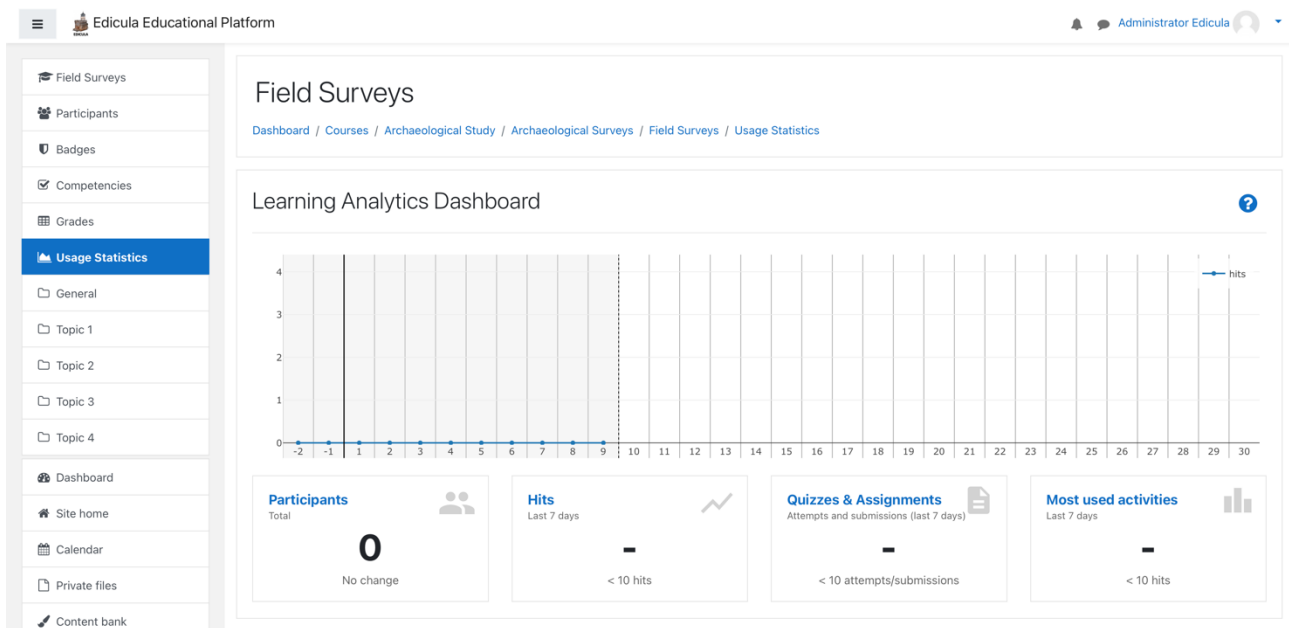 Edicula Educational Platform
Administrator Edicula
Field Surveys
Participants
Badges
Competencies
Grades
Usage Statistics
General
Topic 1
Topic 2
Topic 3
Topic 4
Dashboard
Site home
Calendar
Private files
Content bank
Field Surveys
Dashboard / Courses / Archaeological Study / Archaeological Surveys / Field Surveys / Usage Statistics
Learning Analytics Dashboard
?
4
3
2
1
0
hits
-2 -1 1 2 3 4 5 6 7 8 9 10 11 12 13 14 15 16 17 18 19 20 21 22 23 24 25 26 27 28 29 30
Participants
Total
0
No change
Hits
Last 7 days
-
< 10 hits
Quizzes & Assignments
Attempts and submissions (last 7 days)
-
< 10 attempts/submissions
Most used activities
Last 7 days
-
< 10 hits